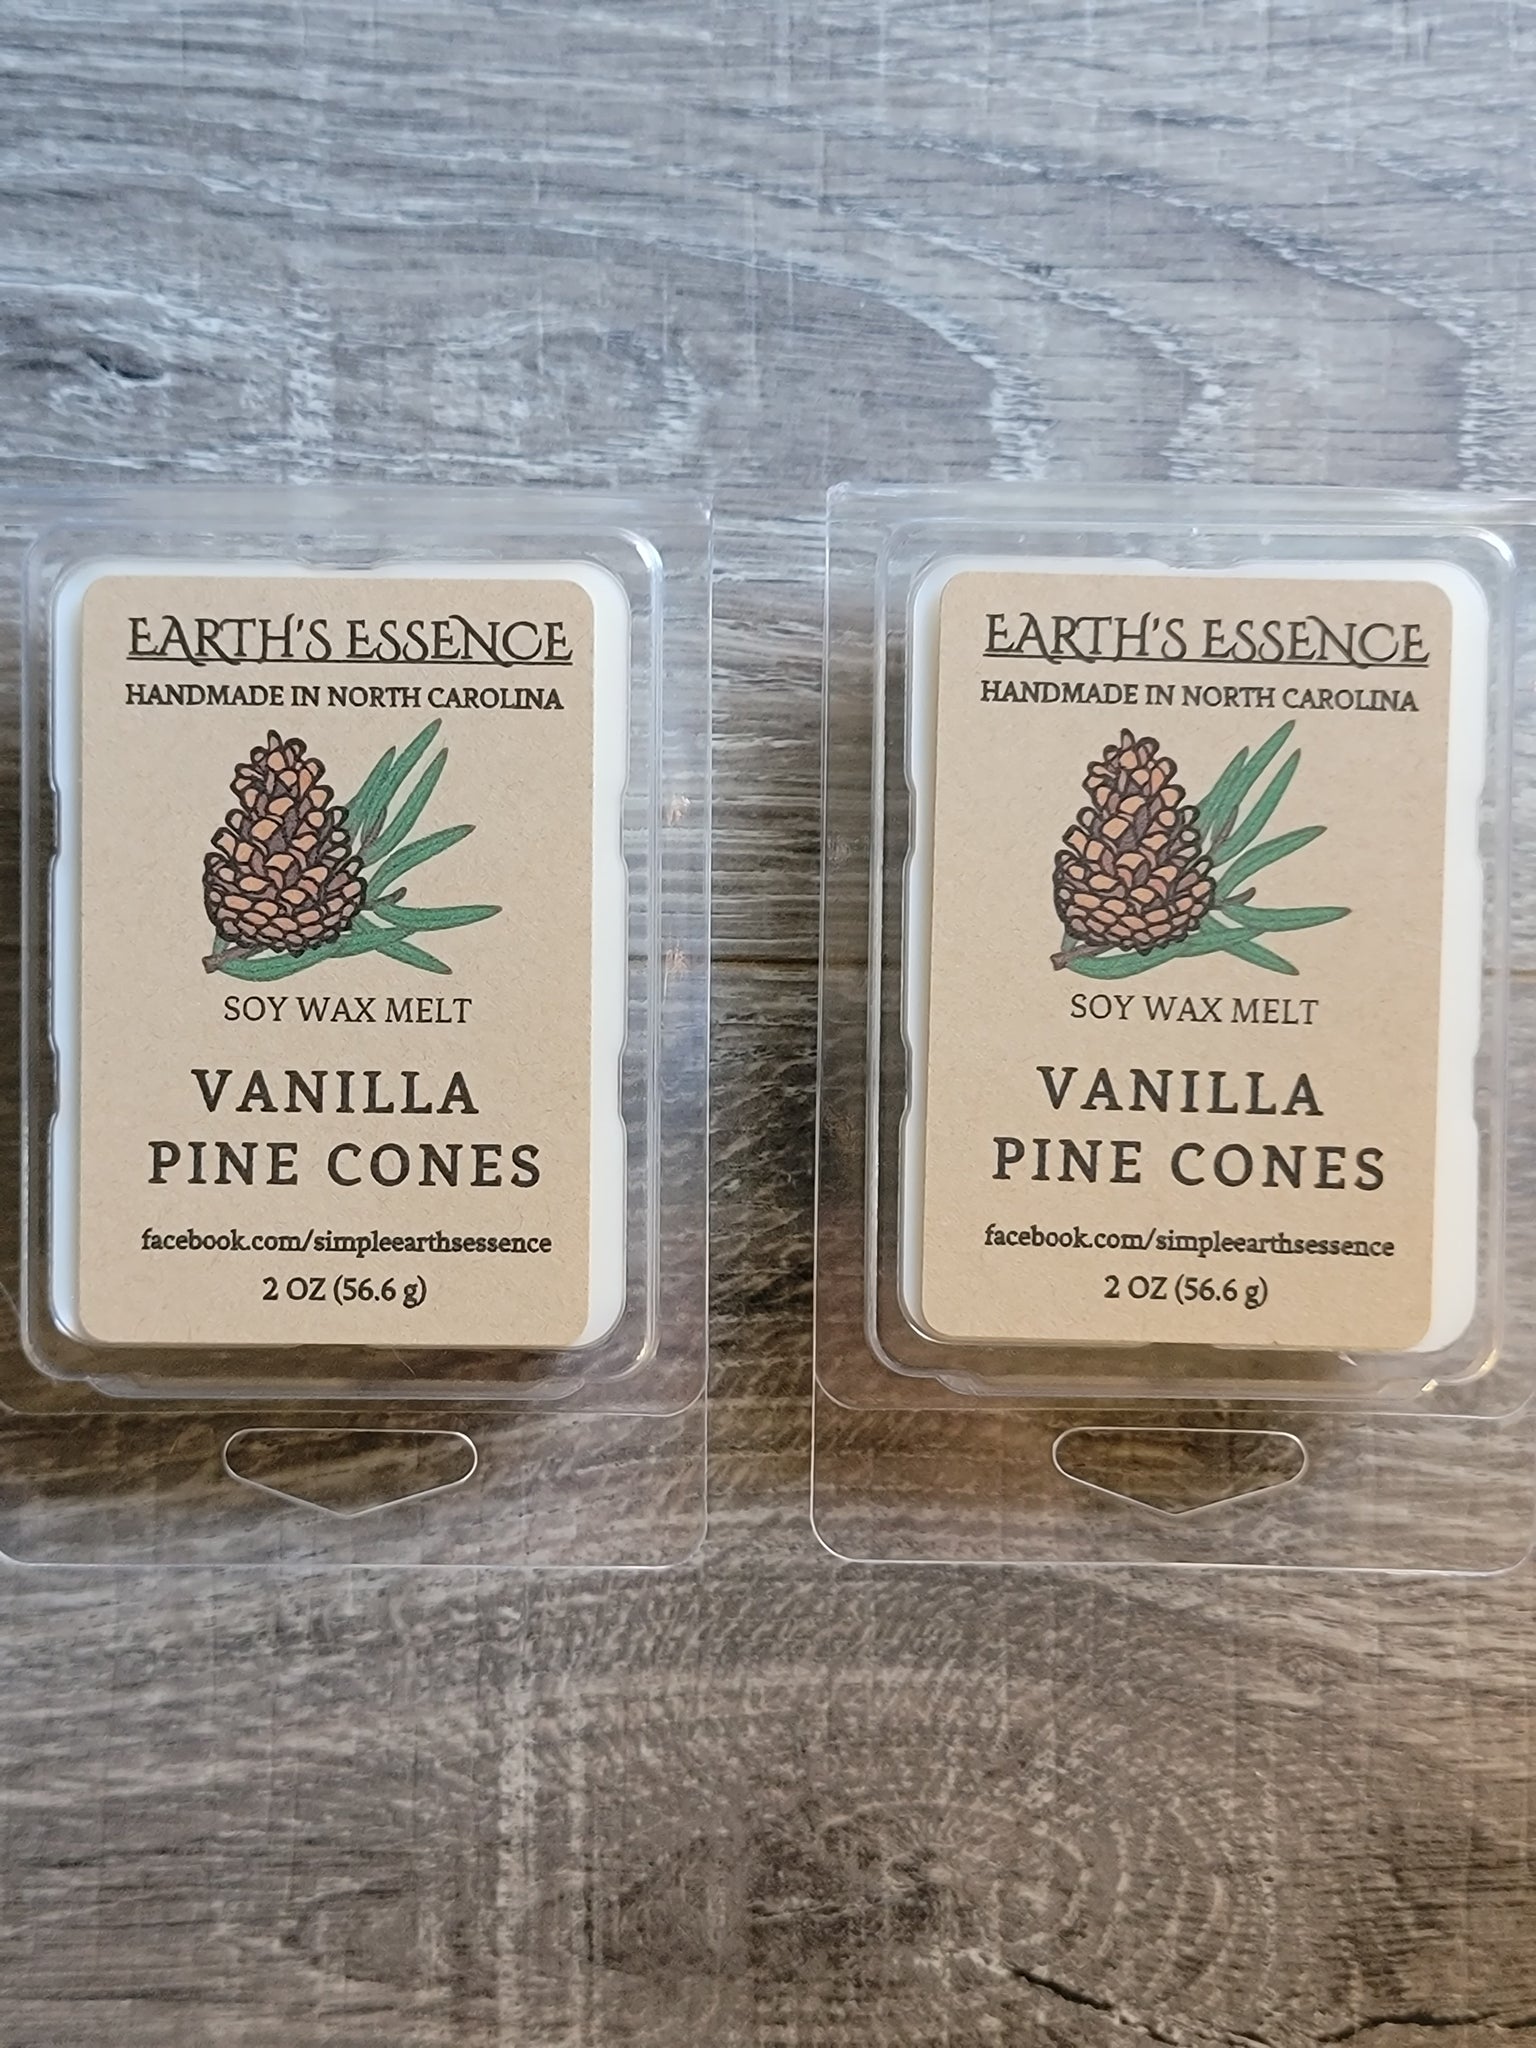 EARTH'S ESSENCE
HANDMADE IN NORTH CAROLINA
SOY WAX MELT
VANILLA
PINE CONES
facebook.com/simpleearthsessence
2 OZ (56.6 g)
EARTH'S ESSENCE
HANDMADE IN NORTH CAROLINA
SOY WAX MELT
VANILLA
PINE CONES
facebook.com/simpleearthsessence
2 OZ (56.6 g)